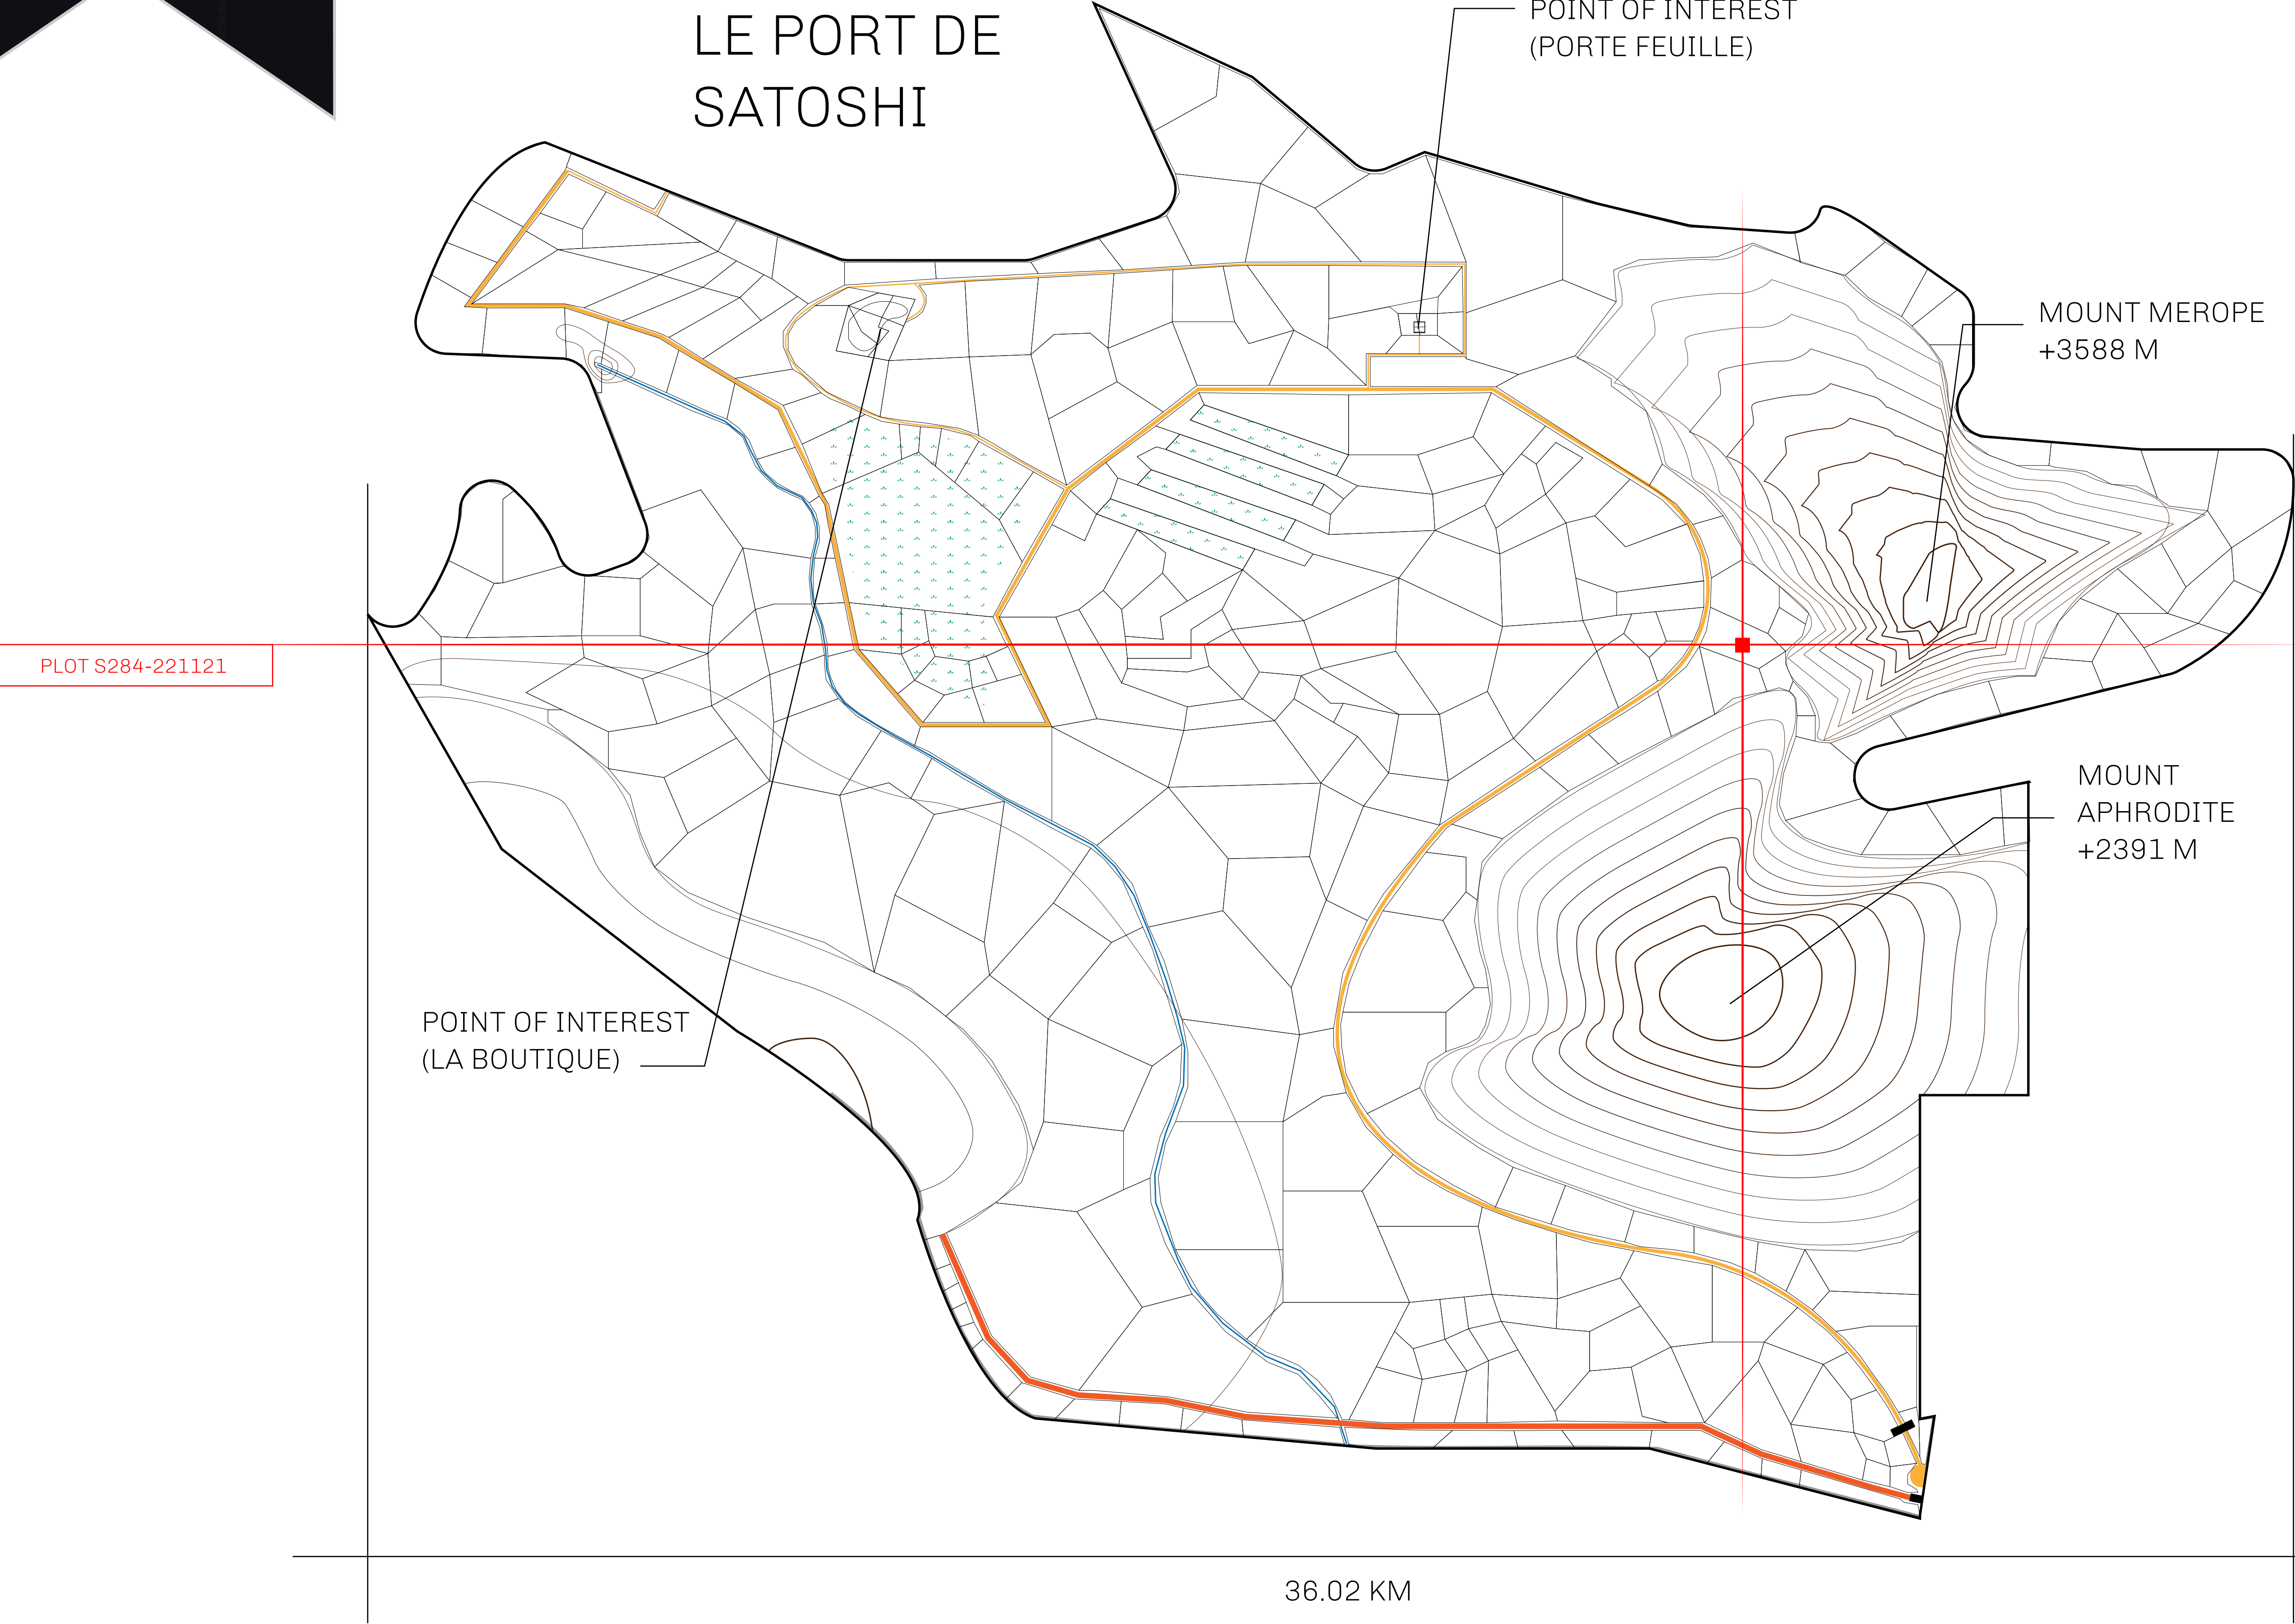 LE PORT DE
SATOSHI
POINT OF INTEREST
(PORTE FEUILLE)
MOUNT MEROPE
+3588 M
PLOT S284-221121
MOUNT
APHRODITE
+2391 M
POINT OF INTEREST
(LA BOUTIQUE)
36.02 KM